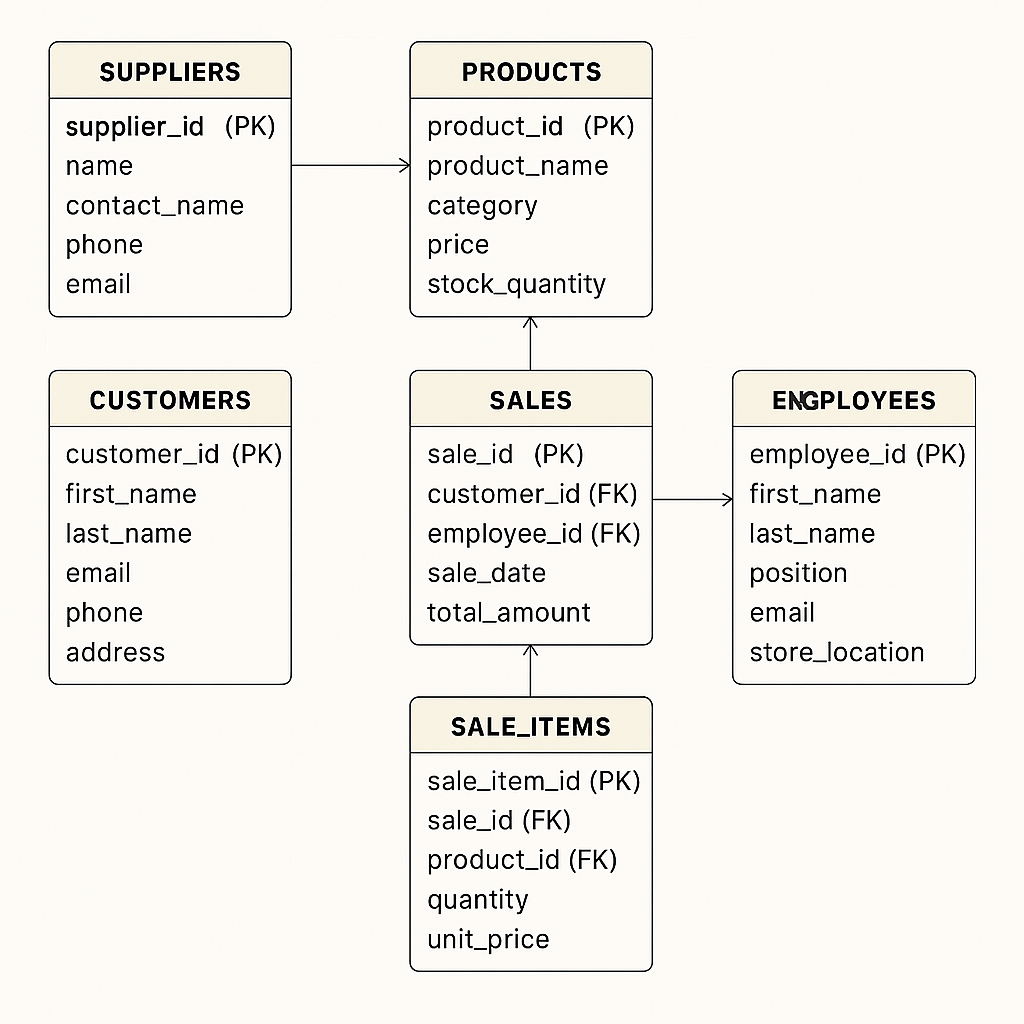 SUPPLIERS
supplier_id (PK)
name
contact_name
phone
email
PRODUCTS
product_id (PK)
product_name
category
price
stock_quantity
CUSTOMERS
customer_id (PK)
first_name
last_name
email
phone
address
SALES
sale_id (PK)
customer_id (FK)
employee_id (FK)
sale_date
total_amount
employee_id (PK)
first_name
last_name
position
email
store_location
SALE_ITEMS
sale_item_id (PK)
sale_id (FK)
product_id (FK)
quantity
unit_price